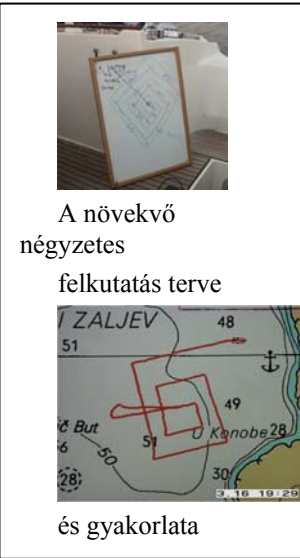 A növekvő
négyzetes
felkutatás terve
I ZALJEV
48
51
49
51
U Konobe 28
č But
6
50
(28)
30
3,16 19:29
és gyakorlata